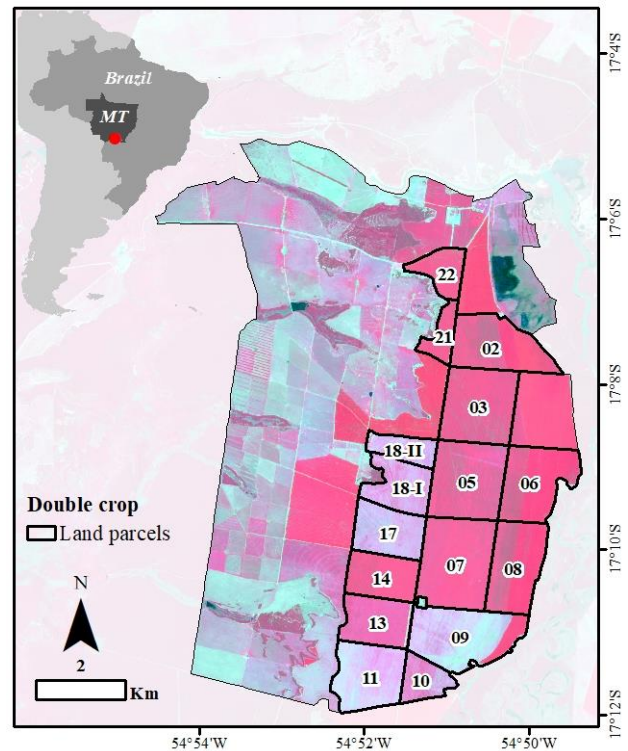 Brazil
MT
17°4'S
17°6'S
22
21
02
17°8'S
03
18-II
18-I
05
06
Double crop
Land parcels
17
17°10'S
14
07
08
N
13
09
2
Km
11
10
17°12'S
54°54'W
54°52'W
54°50'W